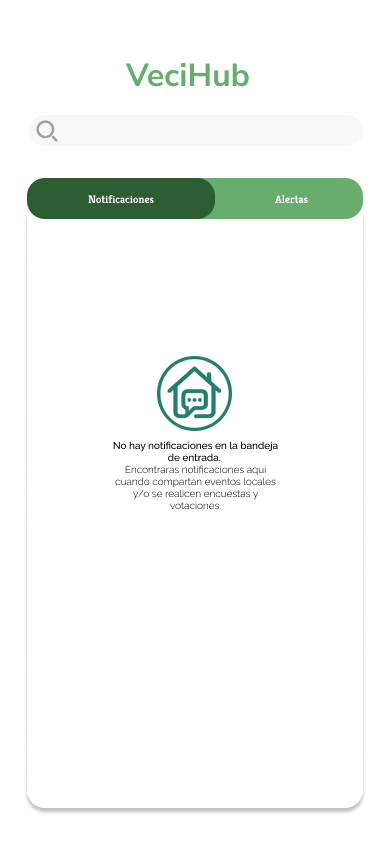 VeciHub
Notificaciones
Alertas
No hay notificaciones en la bandeja
de entrada.
Encontraras notificaciones aquí
cuando compartan eventos locales
y/o se realicen encuestas y
votaciones.